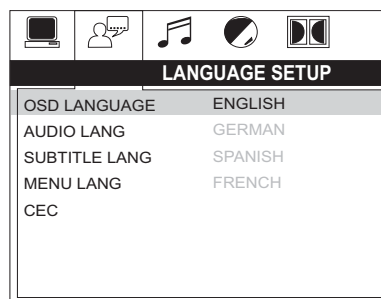 LANGUAGE SETUP
OSD LANGUAGE ENGLISH
AUDIO LANG GERMAN
SUBTITLE LANG SPANISH
MENU LANG FRENCH
CEC